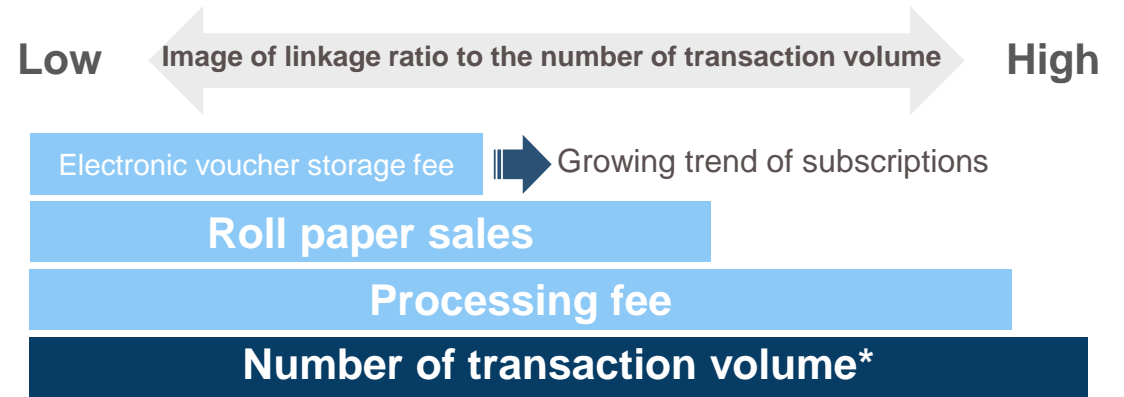 Low
Image of linkage ratio to the number of transaction volume
High
Electronic voucher storage fee
Growing trend of subscriptions
Roll paper sales
Processing fee
Number of transaction volume*